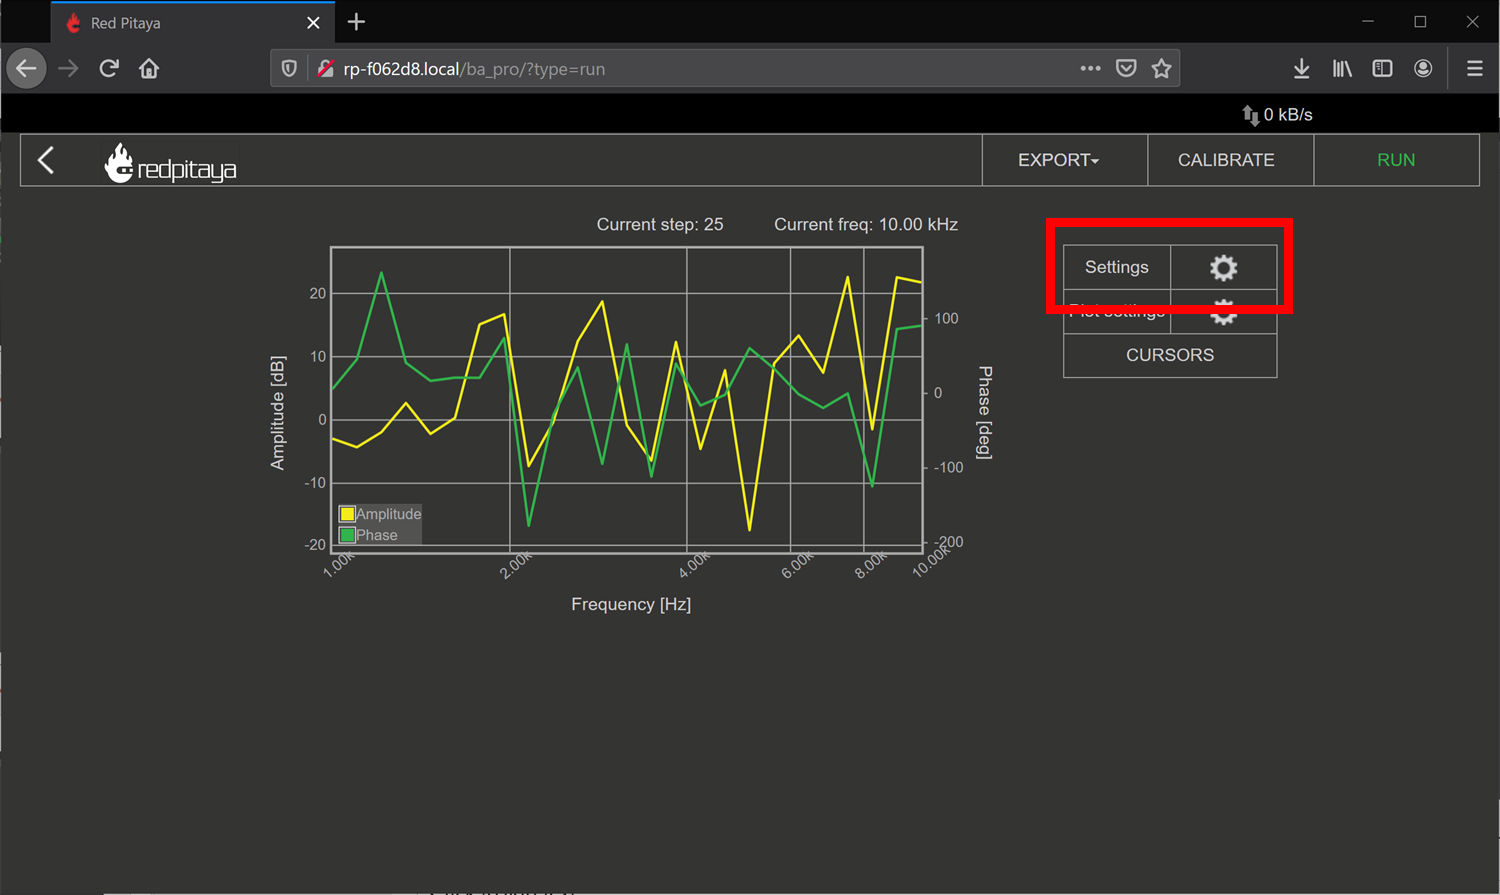 Red Pitaya
rp-f062d8.local/ba_pro/?type=run
0 kB/s
redpitaya
EXPORT
CALIBRATE
RUN
Current step: 25
Current freq: 10.00 kHz
Settings
Plot settings
CURSORS
20
10
0
-10
-20
Amplitude [dB]
100
0
-100
-200
Phase [deg]
Amplitude
Phase
1.00K
2.00K
4.00K
6.00K
8.00K
10.00K
Frequency [Hz]